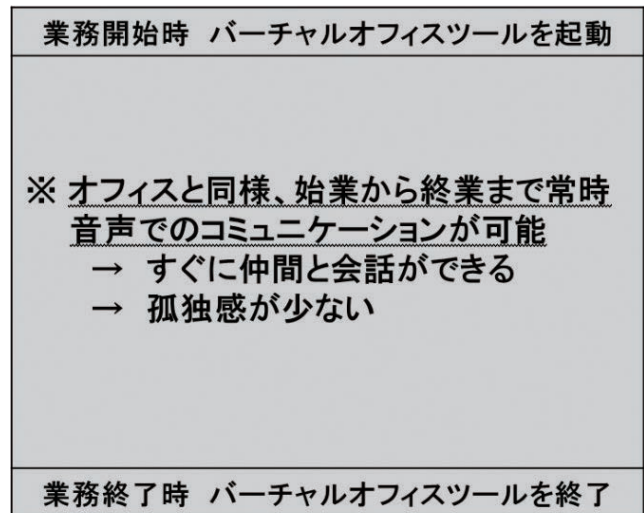 業務開始時 バーチャルオフィスツールを起動
※ オフィスと同様、始業から終業まで常時
音声でのコミュニケーションが可能
→ すぐに仲間と会話ができる
→ 孤独感が少ない
業務終了時 バーチャルオフィスツールを終了